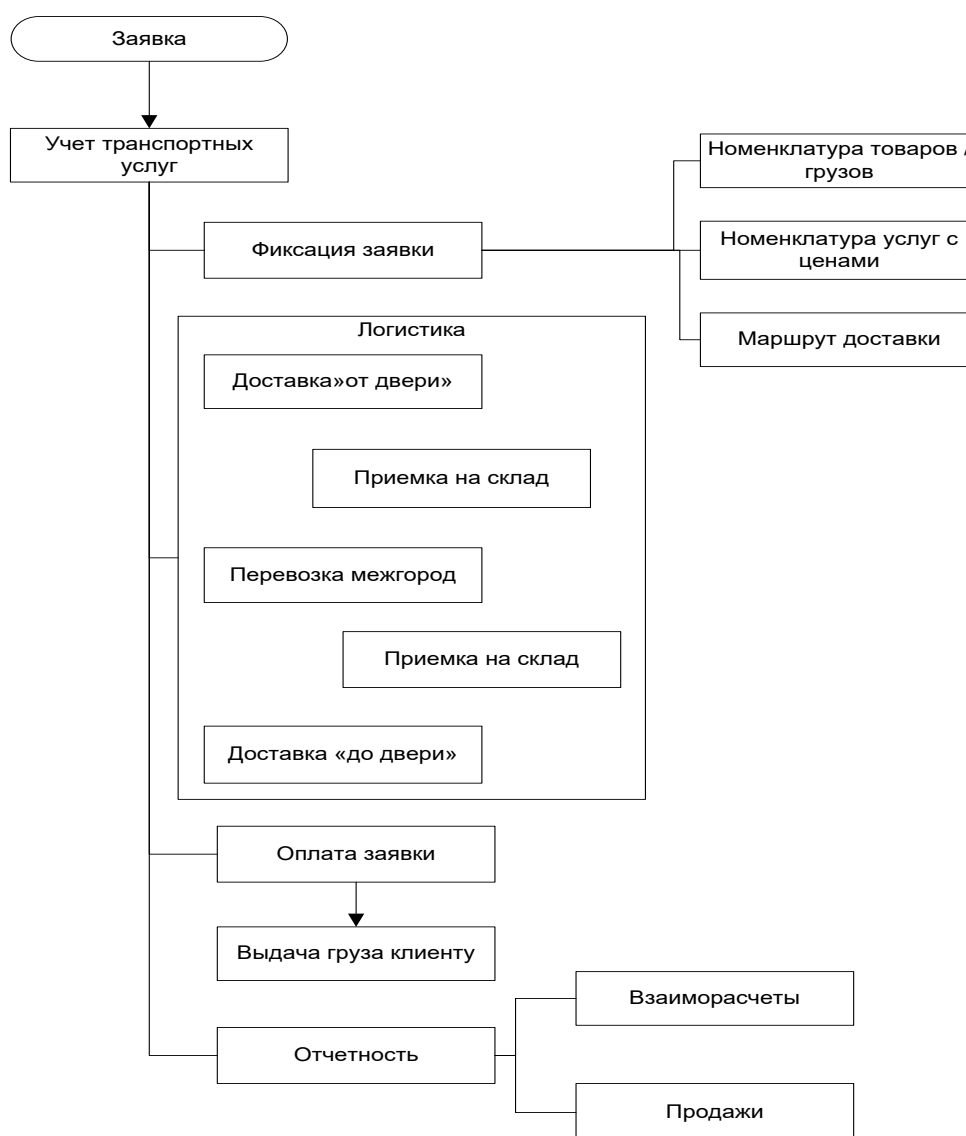 Заявка
Учет транспортных
услуг
Номенклатура товаров /
грузов
Фиксация заявки
Номенклатура услуг с
ценами
Логистика
Маршрут доставки
Доставка»от двери»
Приемка на склад
Перевозка межгород
Приемка на склад
Доставка «до двери»
Оплата заявки
Выдача груза клиенту
Взаиморасчеты
Отчетность
Продажи